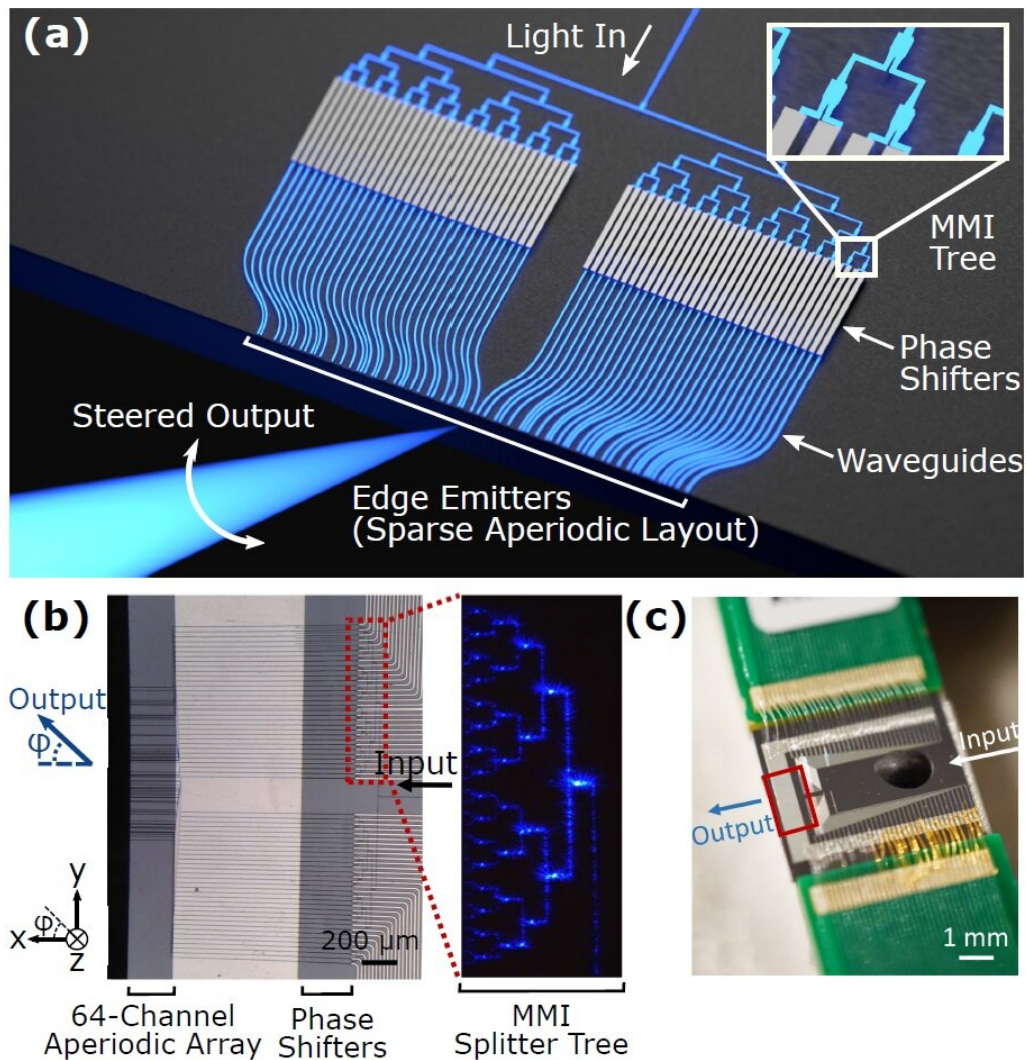 (a)
Light In
MMI
Tree
Phase
Shifters
Waveguides
Steered Output
Edge Emitters
(Sparse Aperiodic Layout)
(b)
Output
φ
Input
y
φ
x
z
200 μm
64-Channel
Aperiodic Array
Phase
Shifters
MMI
Splitter Tree
(c)
Input
Output
1 mm